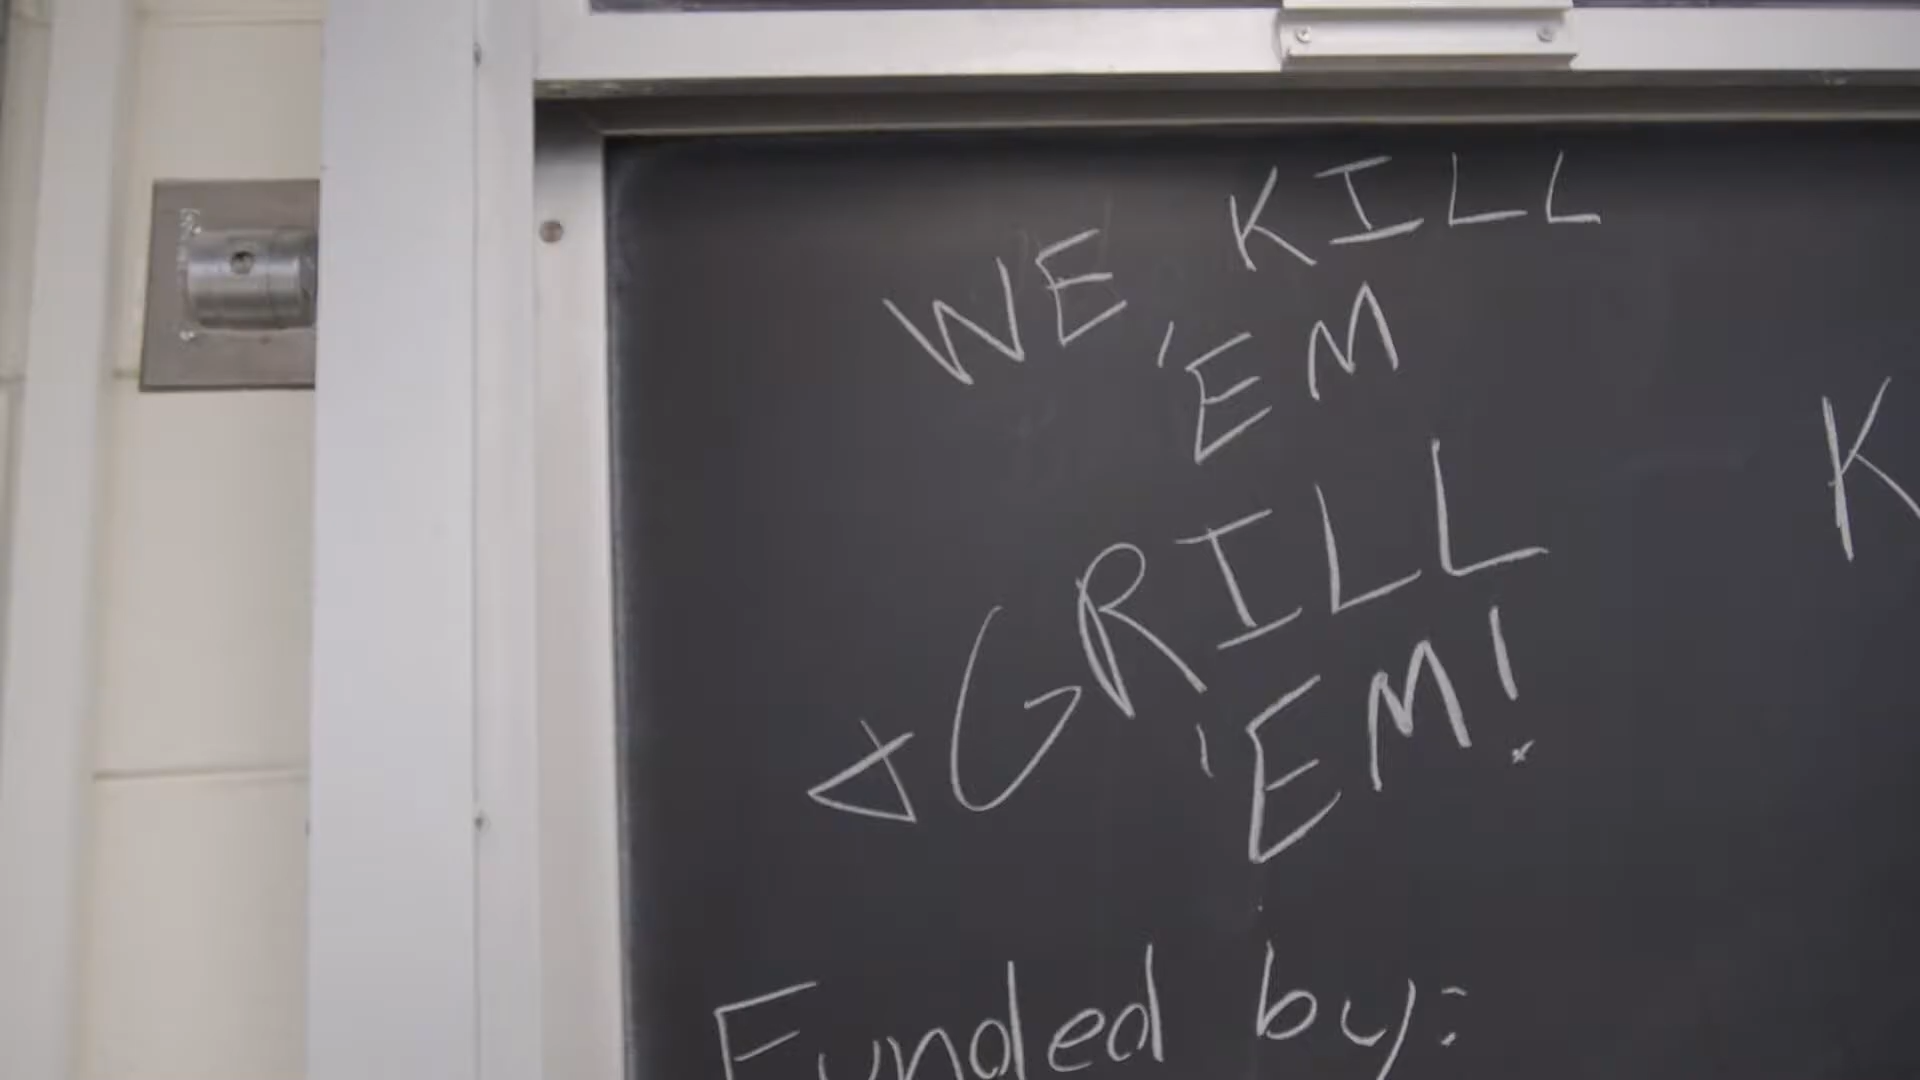 WE KILL
'EM
GRILL
'EM!
K
Funded by: